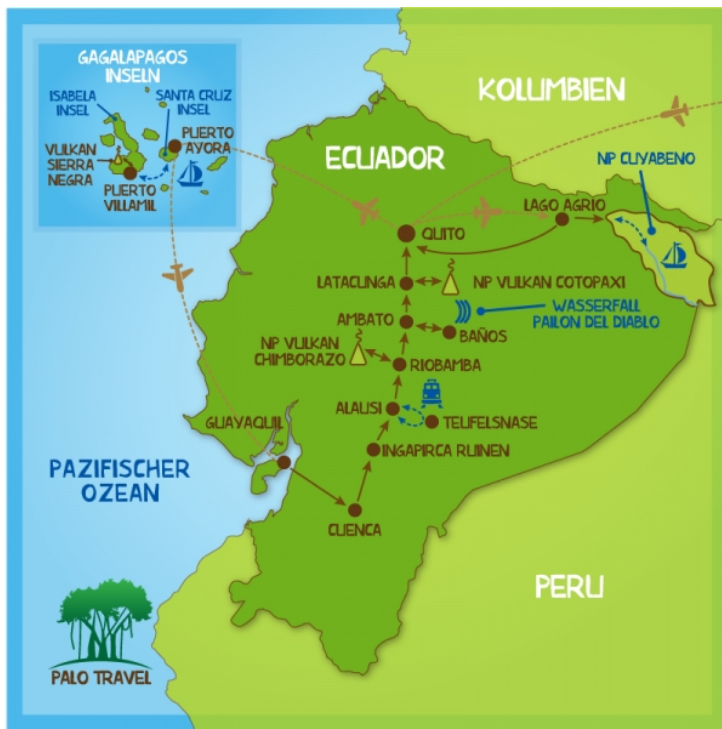 GAGALAPAGOS
INSELN
ISABELA
INSEL
SANTA CRUZ
INSEL
PUERTO
AYORA
VULKAN
SIERRA
NEGRA
PUERTO
VILLAMIL
KOLUMBIEN
ECUADOR
NP CUYABENO
LAGO AGRIO
QUITO
LATACUNGA
NP VULKAN COTOPAXI
AMBATO
WASSERFALL
PAILON DEL DIABLO
BAÑOS
NP VULKAN
CHIMBORAZO
RIOBAMBA
ALAUSI
TEUFELSNASE
GUAYAQUIL
INGAPIRCA RUINEN
PAZIFISCHER
OZEAN
CUENCA
PERU
PALO TRAVEL